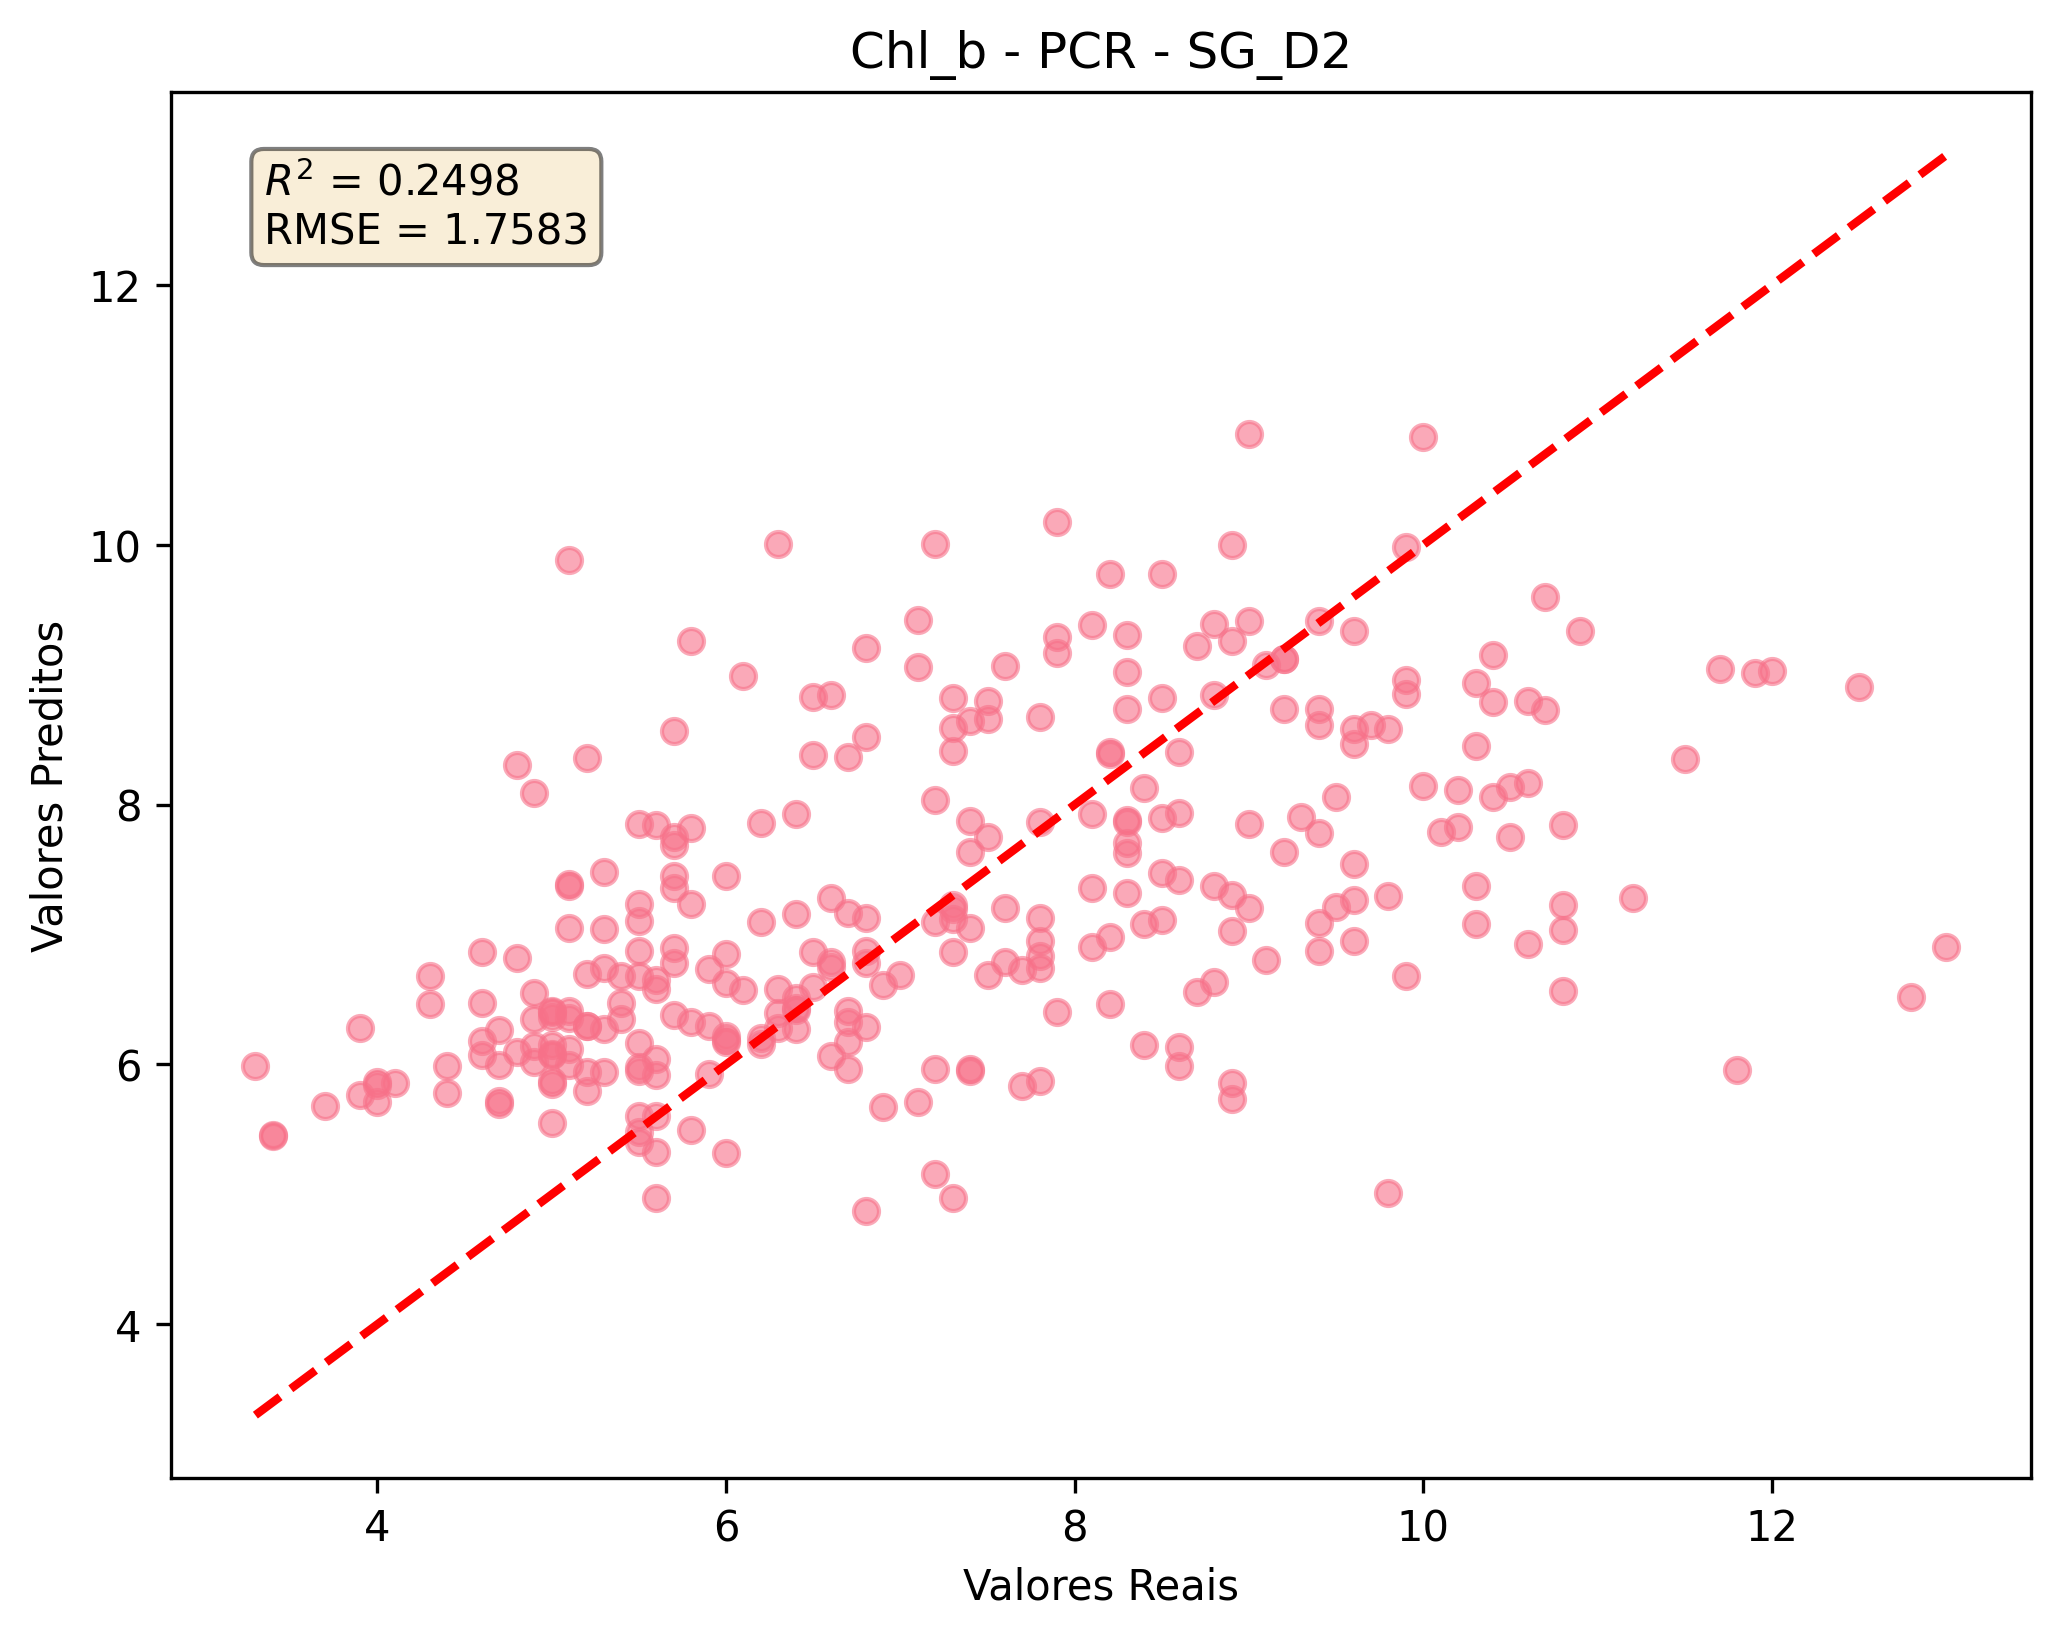 Chl_b - PCR - SG_D2
R² = 0.2498
RMSE = 1.7583
12
10
8
6
4
Valores Preditos
4 6 8 10 12
Valores Reais